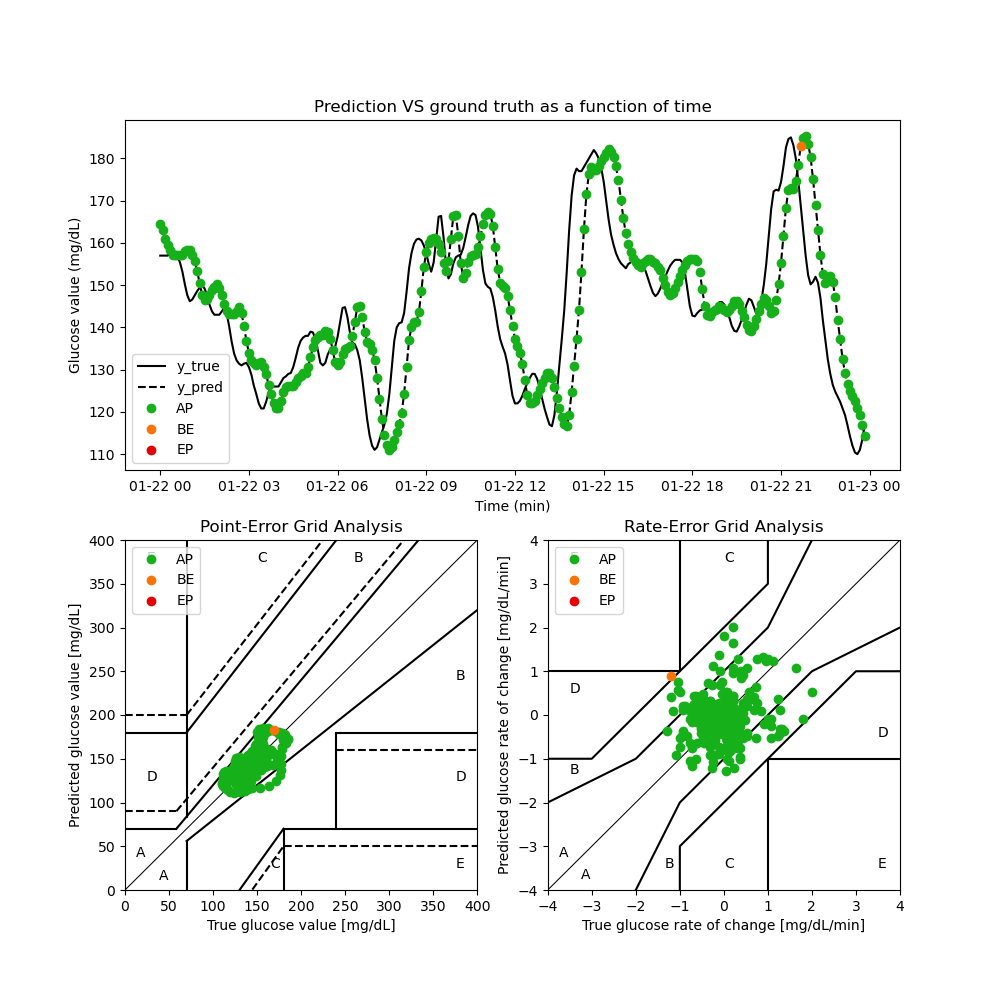 Prediction VS ground truth as a function of time
Glucose value (mg/dL)
180
170
160
150
140
130
120
110
y_true
y_pred
AP
BE
EP
01-22 00 01-22 03 01-22 06 01-22 09 01-22 12 01-22 15 01-22 18 01-22 21 01-23 00
Time (min)
Point-Error Grid Analysis
Predicted glucose value [mg/dL]
400
350
300
250
200
150
100
50
0
AP
BE
EP
C B
B
D D
A A C E
0 50 100 150 200 250 300 350 400
True glucose value [mg/dL]
Rate-Error Grid Analysis
Predicted glucose rate of change [mg/dL/min]
4
3
2
1
0
−1
−2
−3
−4
AP
BE
EP
C
D
D
B
A A B C E
−4 −3 −2 −1 0 1 2 3 4
True glucose rate of change [mg/dL/min]